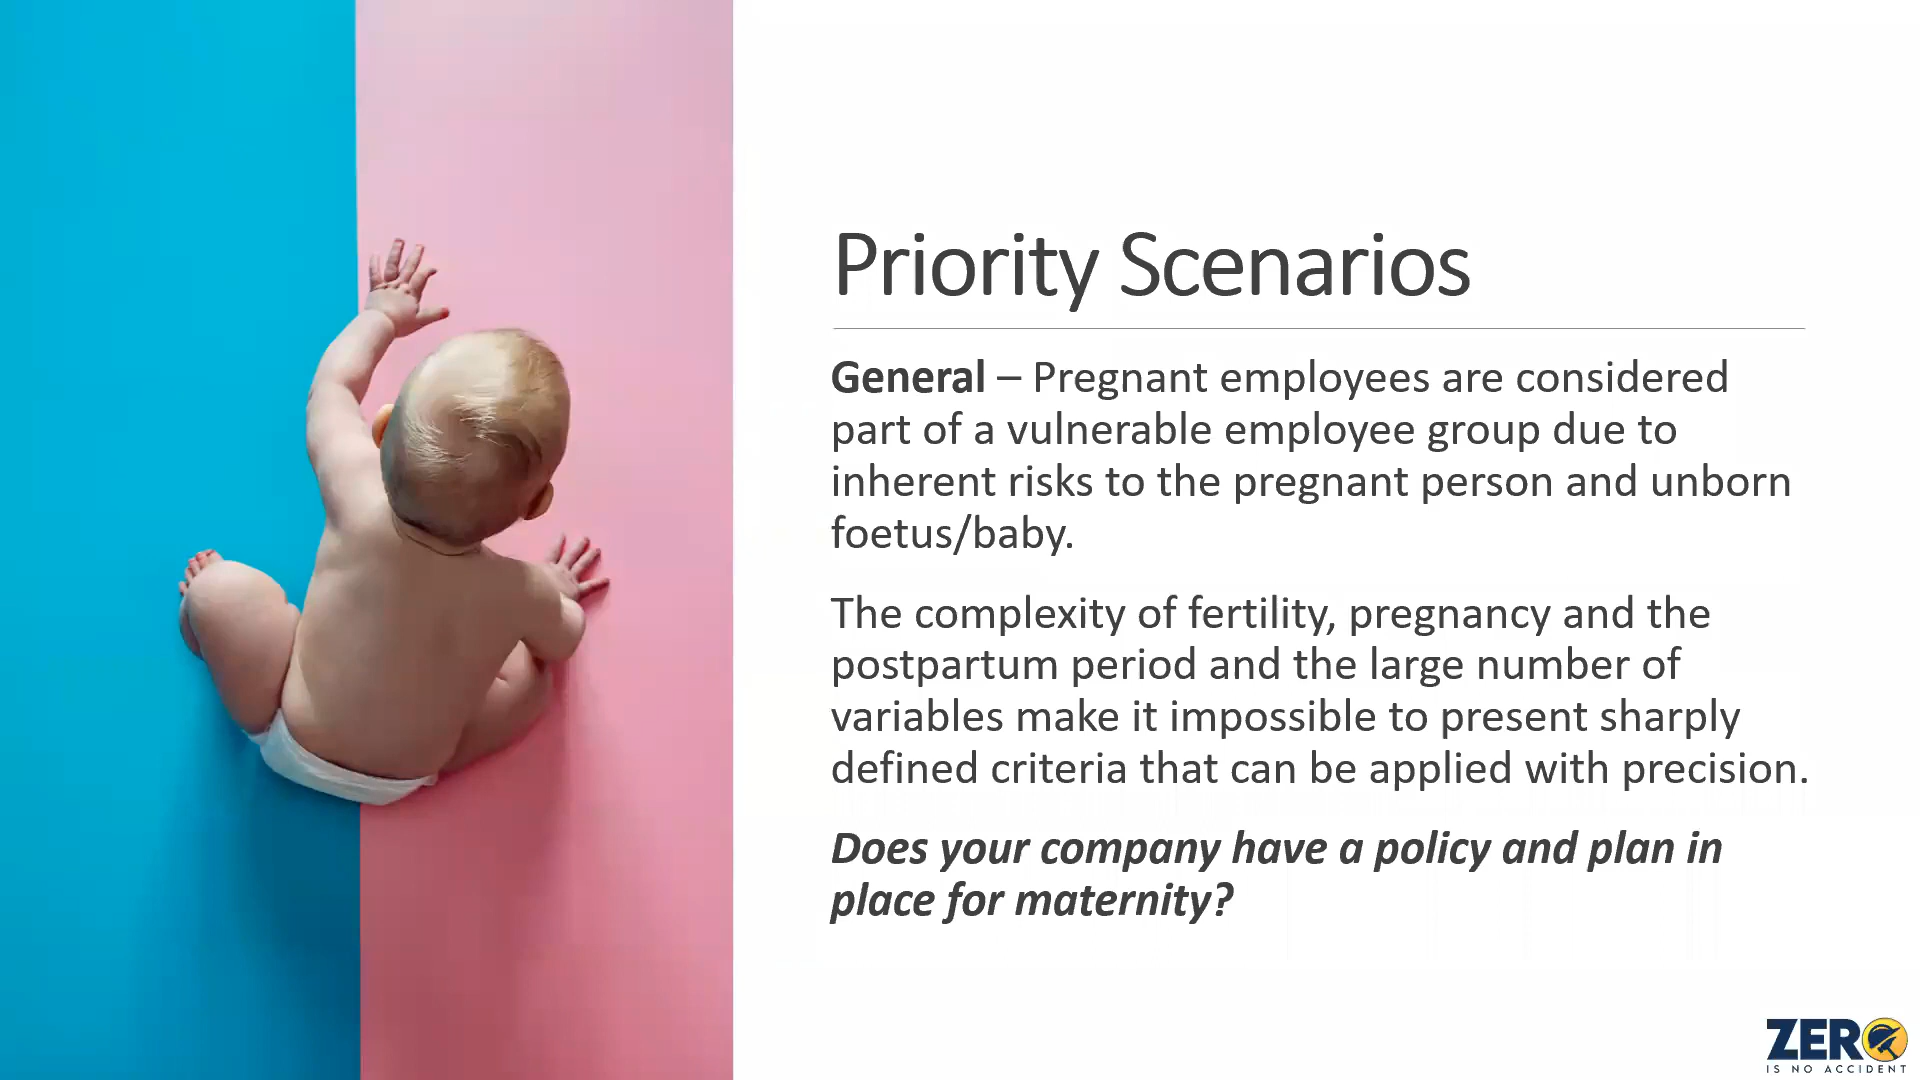 Priority Scenarios
General – Pregnant employees are considered
part of a vulnerable employee group due to
inherent risks to the pregnant person and unborn
foetus/baby.
The complexity of fertility, pregnancy and the
postpartum period and the large number of
variables make it impossible to present sharply
defined criteria that can be applied with precision.
Does your company have a policy and plan in
place for maternity?
ZERO
IS NO ACCIDENT